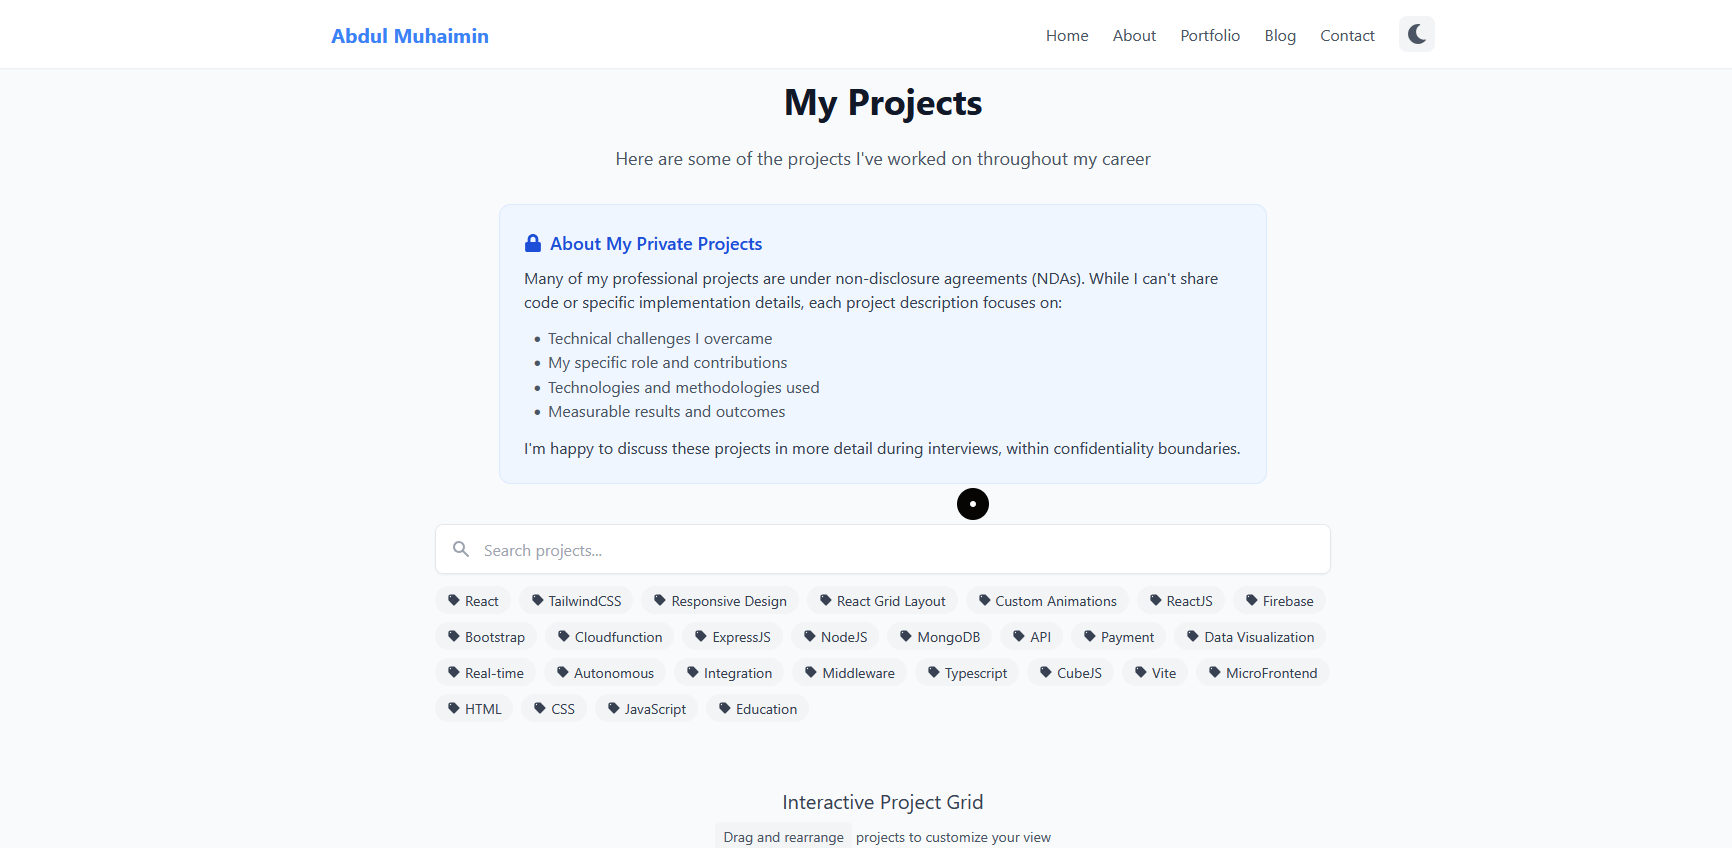 Abdul Muhaimin
Home About Portfolio Blog Contact
My Projects
Here are some of the projects I've worked on throughout my career
About My Private Projects
Many of my professional projects are under non-disclosure agreements (NDAs). While I can't share
code or specific implementation details, each project description focuses on:
• Technical challenges I overcame
• My specific role and contributions
• Technologies and methodologies used
• Measurable results and outcomes
I'm happy to discuss these projects in more detail during interviews, within confidentiality boundaries.
Search projects...
React TailwindCSS Responsive Design React Grid Layout Custom Animations ReactJS Firebase
Bootstrap Cloudfunction ExpressJS NodeJS MongoDB API Payment Data Visualization
Real-time Autonomous Integration Middleware Typescript CubeJS Vite MicroFrontend
HTML CSS JavaScript Education
Interactive Project Grid
Drag and rearrange projects to customize your view